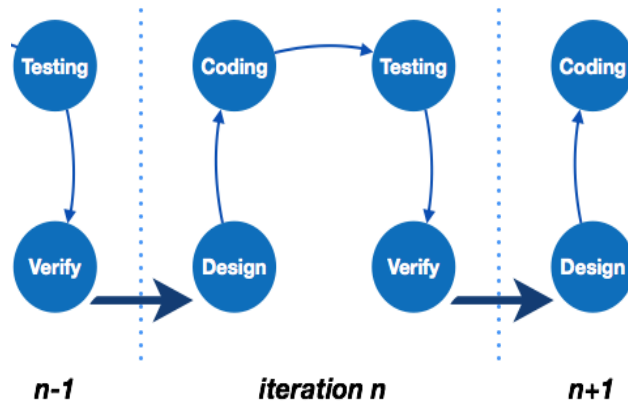 Testing
Coding
Testing
Coding
Verify
Design
Verify
Design
n-1
iteration n
n+1